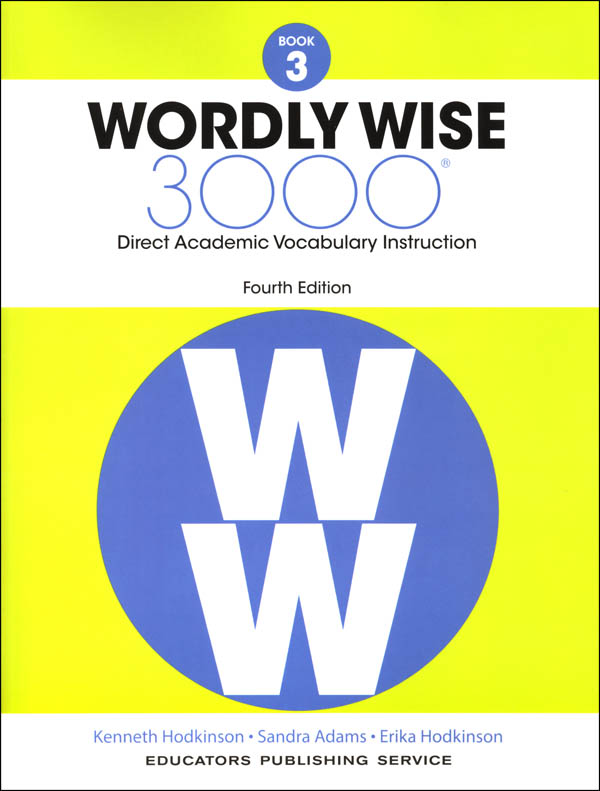 BOOK
3
WORDLY WISE
3000®
Direct Academic Vocabulary Instruction
Fourth Edition
W
W
Kenneth Hodkinson • Sandra Adams • Erika Hodkinson
EDUCATORS PUBLISHING SERVICE